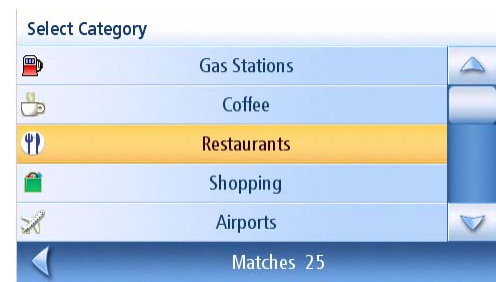 Select Category
Gas Stations
Coffee
Restaurants
Shopping
Airports
Matches 25